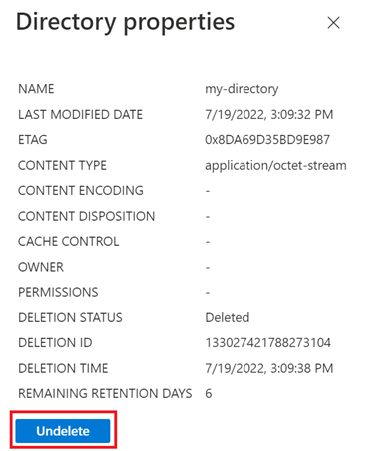 Directory properties
NAME my-directory
LAST MODIFIED DATE 7/19/2022, 3:09:32 PM
ETAG 0x8DA69D35BD9E987
CONTENT TYPE application/octet-stream
CONTENT ENCODING -
CONTENT DISPOSITION -
CACHE CONTROL -
OWNER -
PERMISSIONS -
DELETION STATUS Deleted
DELETION ID 133027421788273104
DELETION TIME 7/19/2022, 3:09:38 PM
REMAINING RETENTION DAYS 6
Undelete